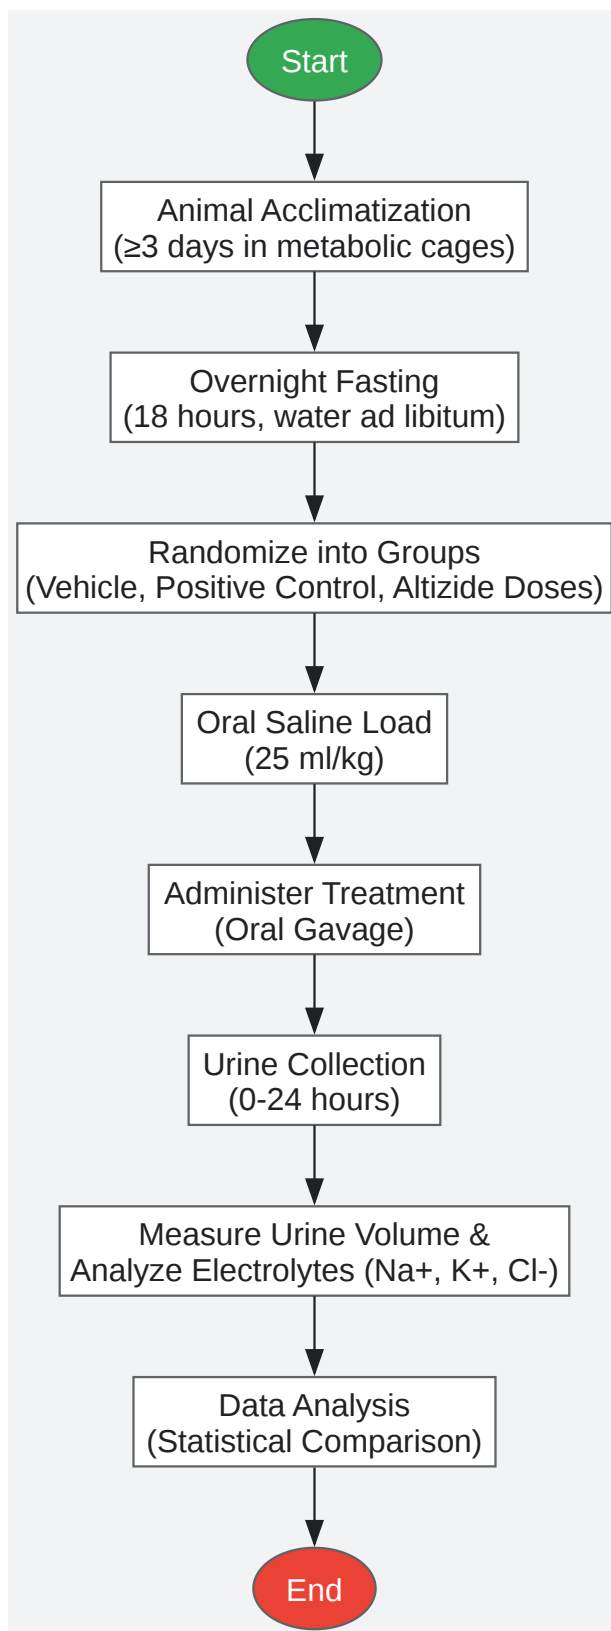 Start
Animal Acclimatization
(≥3 days in metabolic cages)
Overnight Fasting
(18 hours, water ad libitum)
Randomize into Groups
(Vehicle, Positive Control, Altizide Doses)
Oral Saline Load
(25 ml/kg)
Administer Treatment
(Oral Gavage)
Urine Collection
(0-24 hours)
Measure Urine Volume &
Analyze Electrolytes (Na+, K+, Cl-)
Data Analysis
(Statistical Comparison)
End